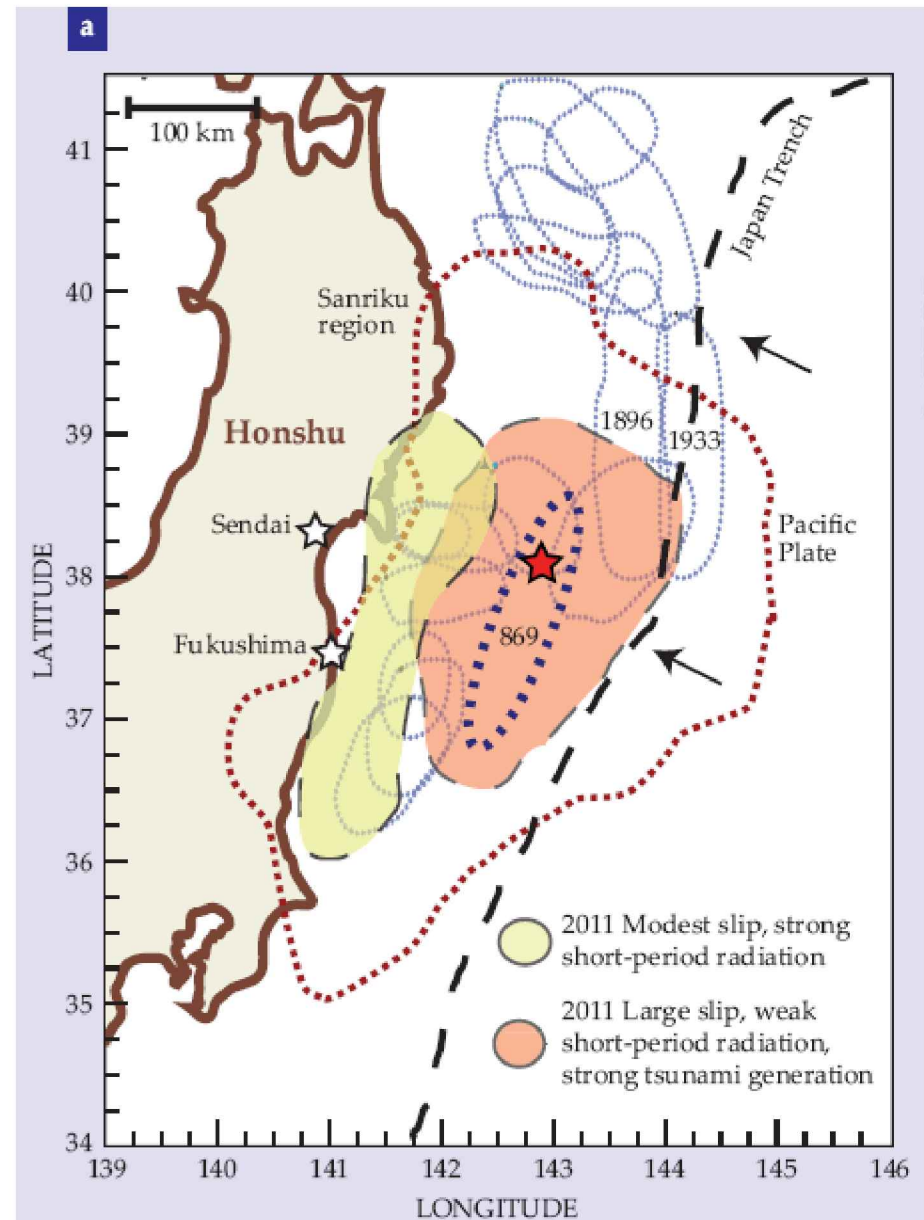 a
100 km
Japan Trench
Sanriku
region
Honshu
1896
1933
Sendai
Pacific
Plate
869
Fukushima
2011 Modest slip, strong
short-period radiation
2011 Large slip, weak
short-period radiation,
strong tsunami generation
LATITUDE
41
40
39
38
37
36
35
34
139
140
141
142
143
144
145
146
LONGITUDE